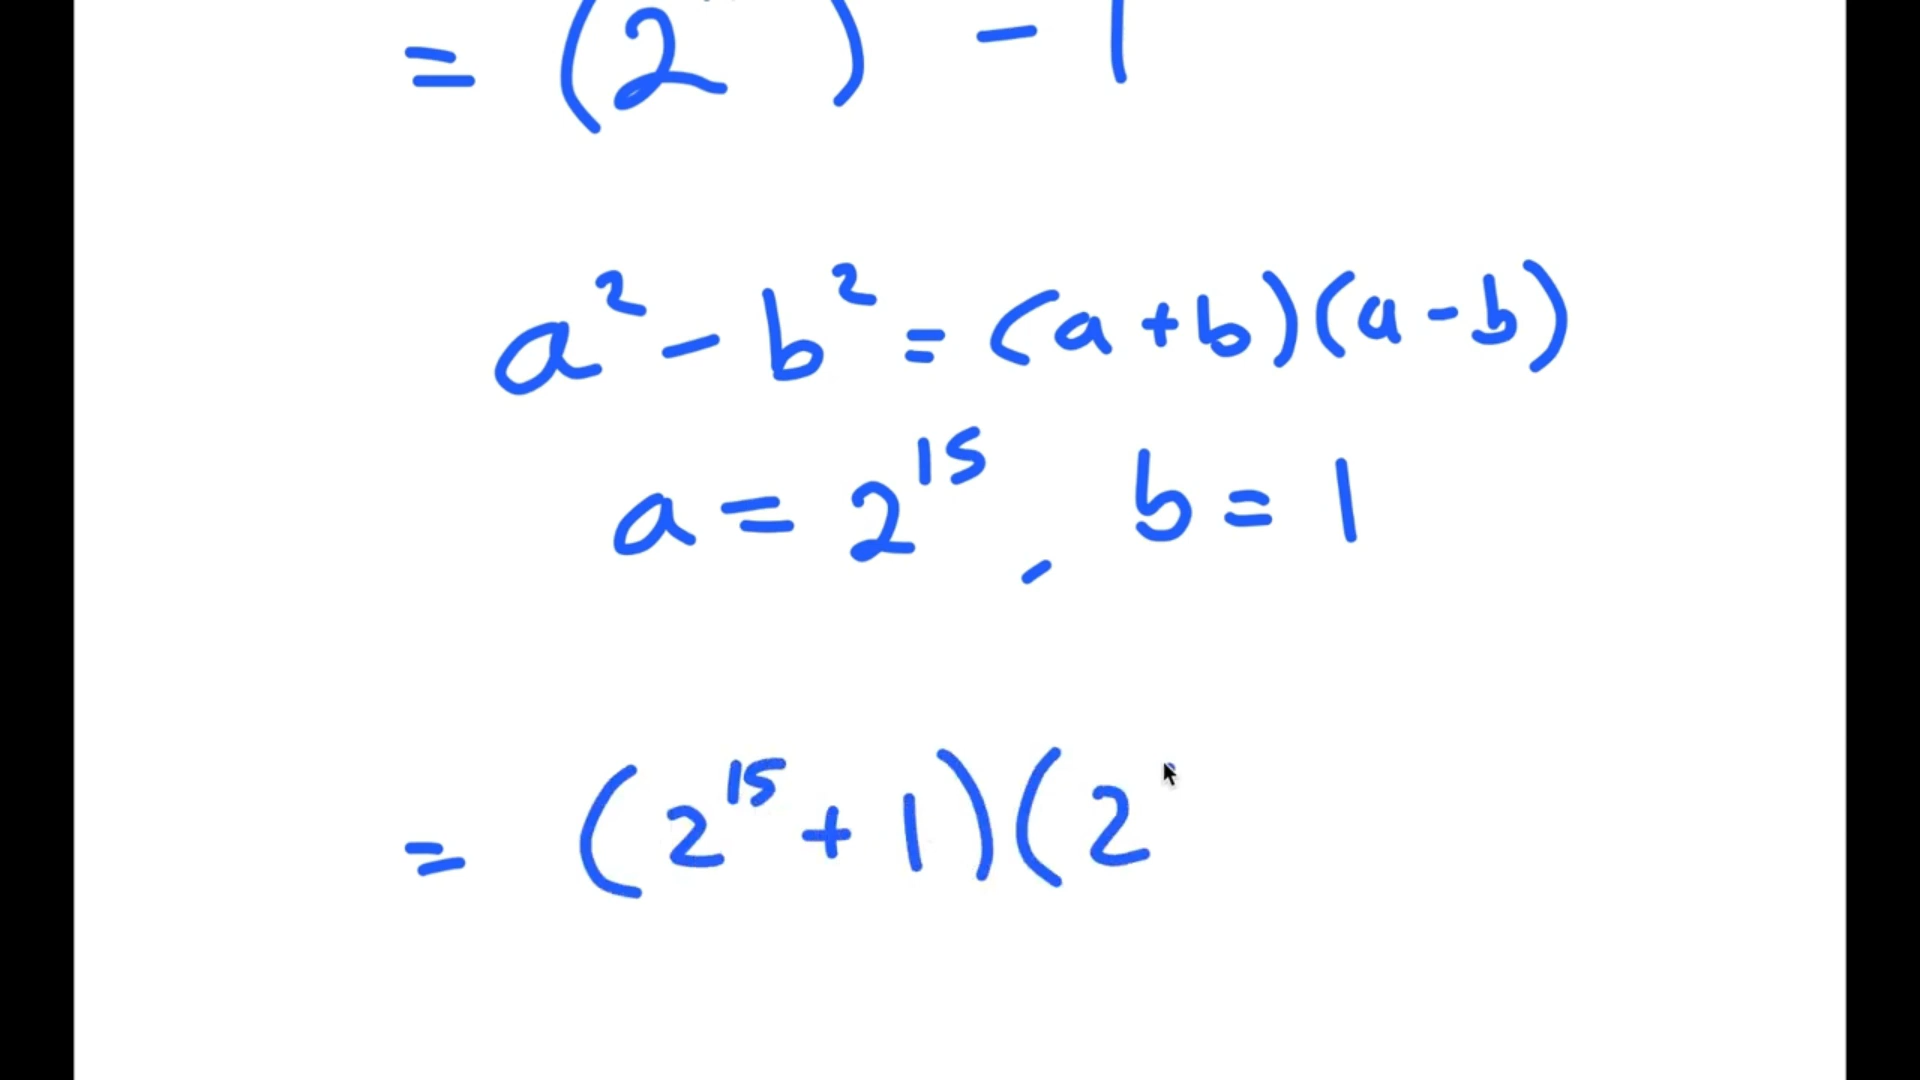 = (2 ) - 1
a² - b² = (a + b)(a - b)
a = 2¹⁵, b = 1
= (2¹⁵ + 1)(2